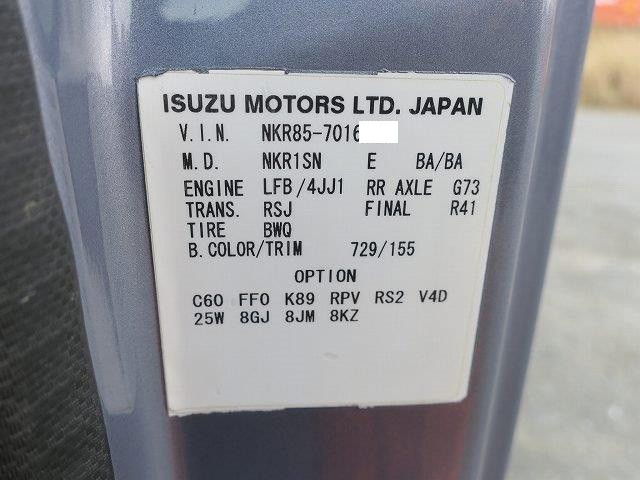 ISUZU MOTORS LTD. JAPAN
V.I.N. NKR85-7016
M.D. NKR1SN E BA/BA
ENGINE LFB/4JJ1 RR AXLE G73
TRANS. RSJ FINAL R41
TIRE BWQ
B.COLOR/TRIM 729/155
OPTION
C60 FF0 K89 RPV RS2 V4D
25W 8GJ 8JM 8KZ